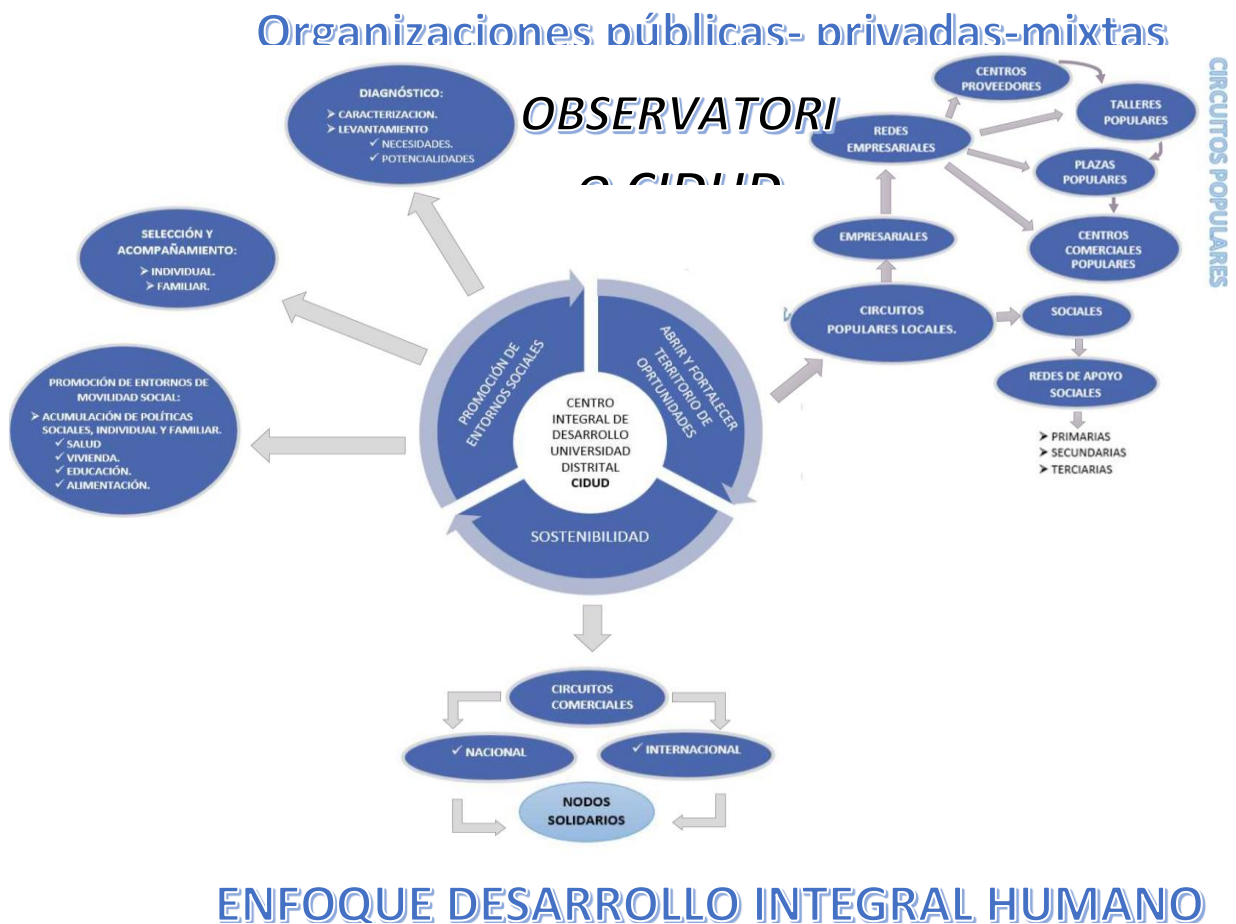 Organizaciones públicas- privadas-mixtas
OBSERVATORI
O CIDUD
DIAGNÓSTICO:
➤ CARACTERIZACION.
➤ LEVANTAMIENTO
✓ NECESIDADES.
✓ POTENCIALIDADES
SELECCIÓN Y
ACOMPAÑAMIENTO:
➤ INDIVIDUAL.
➤ FAMILIAR.
PROMOCIÓN DE ENTORNOS DE
MOVILIDAD SOCIAL:
➤ ACUMULACIÓN DE POLÍTICAS
SOCIALES, INDIVIDUAL Y FAMILIAR.
✓ SALUD
✓ VIVIENDA.
✓ EDUCACIÓN.
✓ ALIMENTACIÓN.
PROMOCIÓN DE
ENTORNOS SOCIALES
ABRIR Y FORTALECER
TERRITORIO DE
OPRTUNIDADES
CENTRO
INTEGRAL DE
DESARROLLO
UNIVERSIDAD
DISTRITAL
CIDUD
SOSTENIBILIDAD
CENTROS
PROVEEDORES
TALLERES
POPULARES
REDES
EMPRESARIALES
PLAZAS
POPULARES
EMPRESARIALES
CENTROS
COMERCIALES
POPULARES
CIRCUITOS
POPULARES LOCALES.
SOCIALES
REDES DE APOYO
SOCIALES
➤ PRIMARIAS
➤ SECUNDARIAS
➤ TERCIARIAS
CIRCUITOS POPULARES
CIRCUITOS
COMERCIALES
✓ NACIONAL
✓ INTERNACIONAL
NODOS
SOLIDARIOS
ENFOQUE DESARROLLO INTEGRAL HUMANO